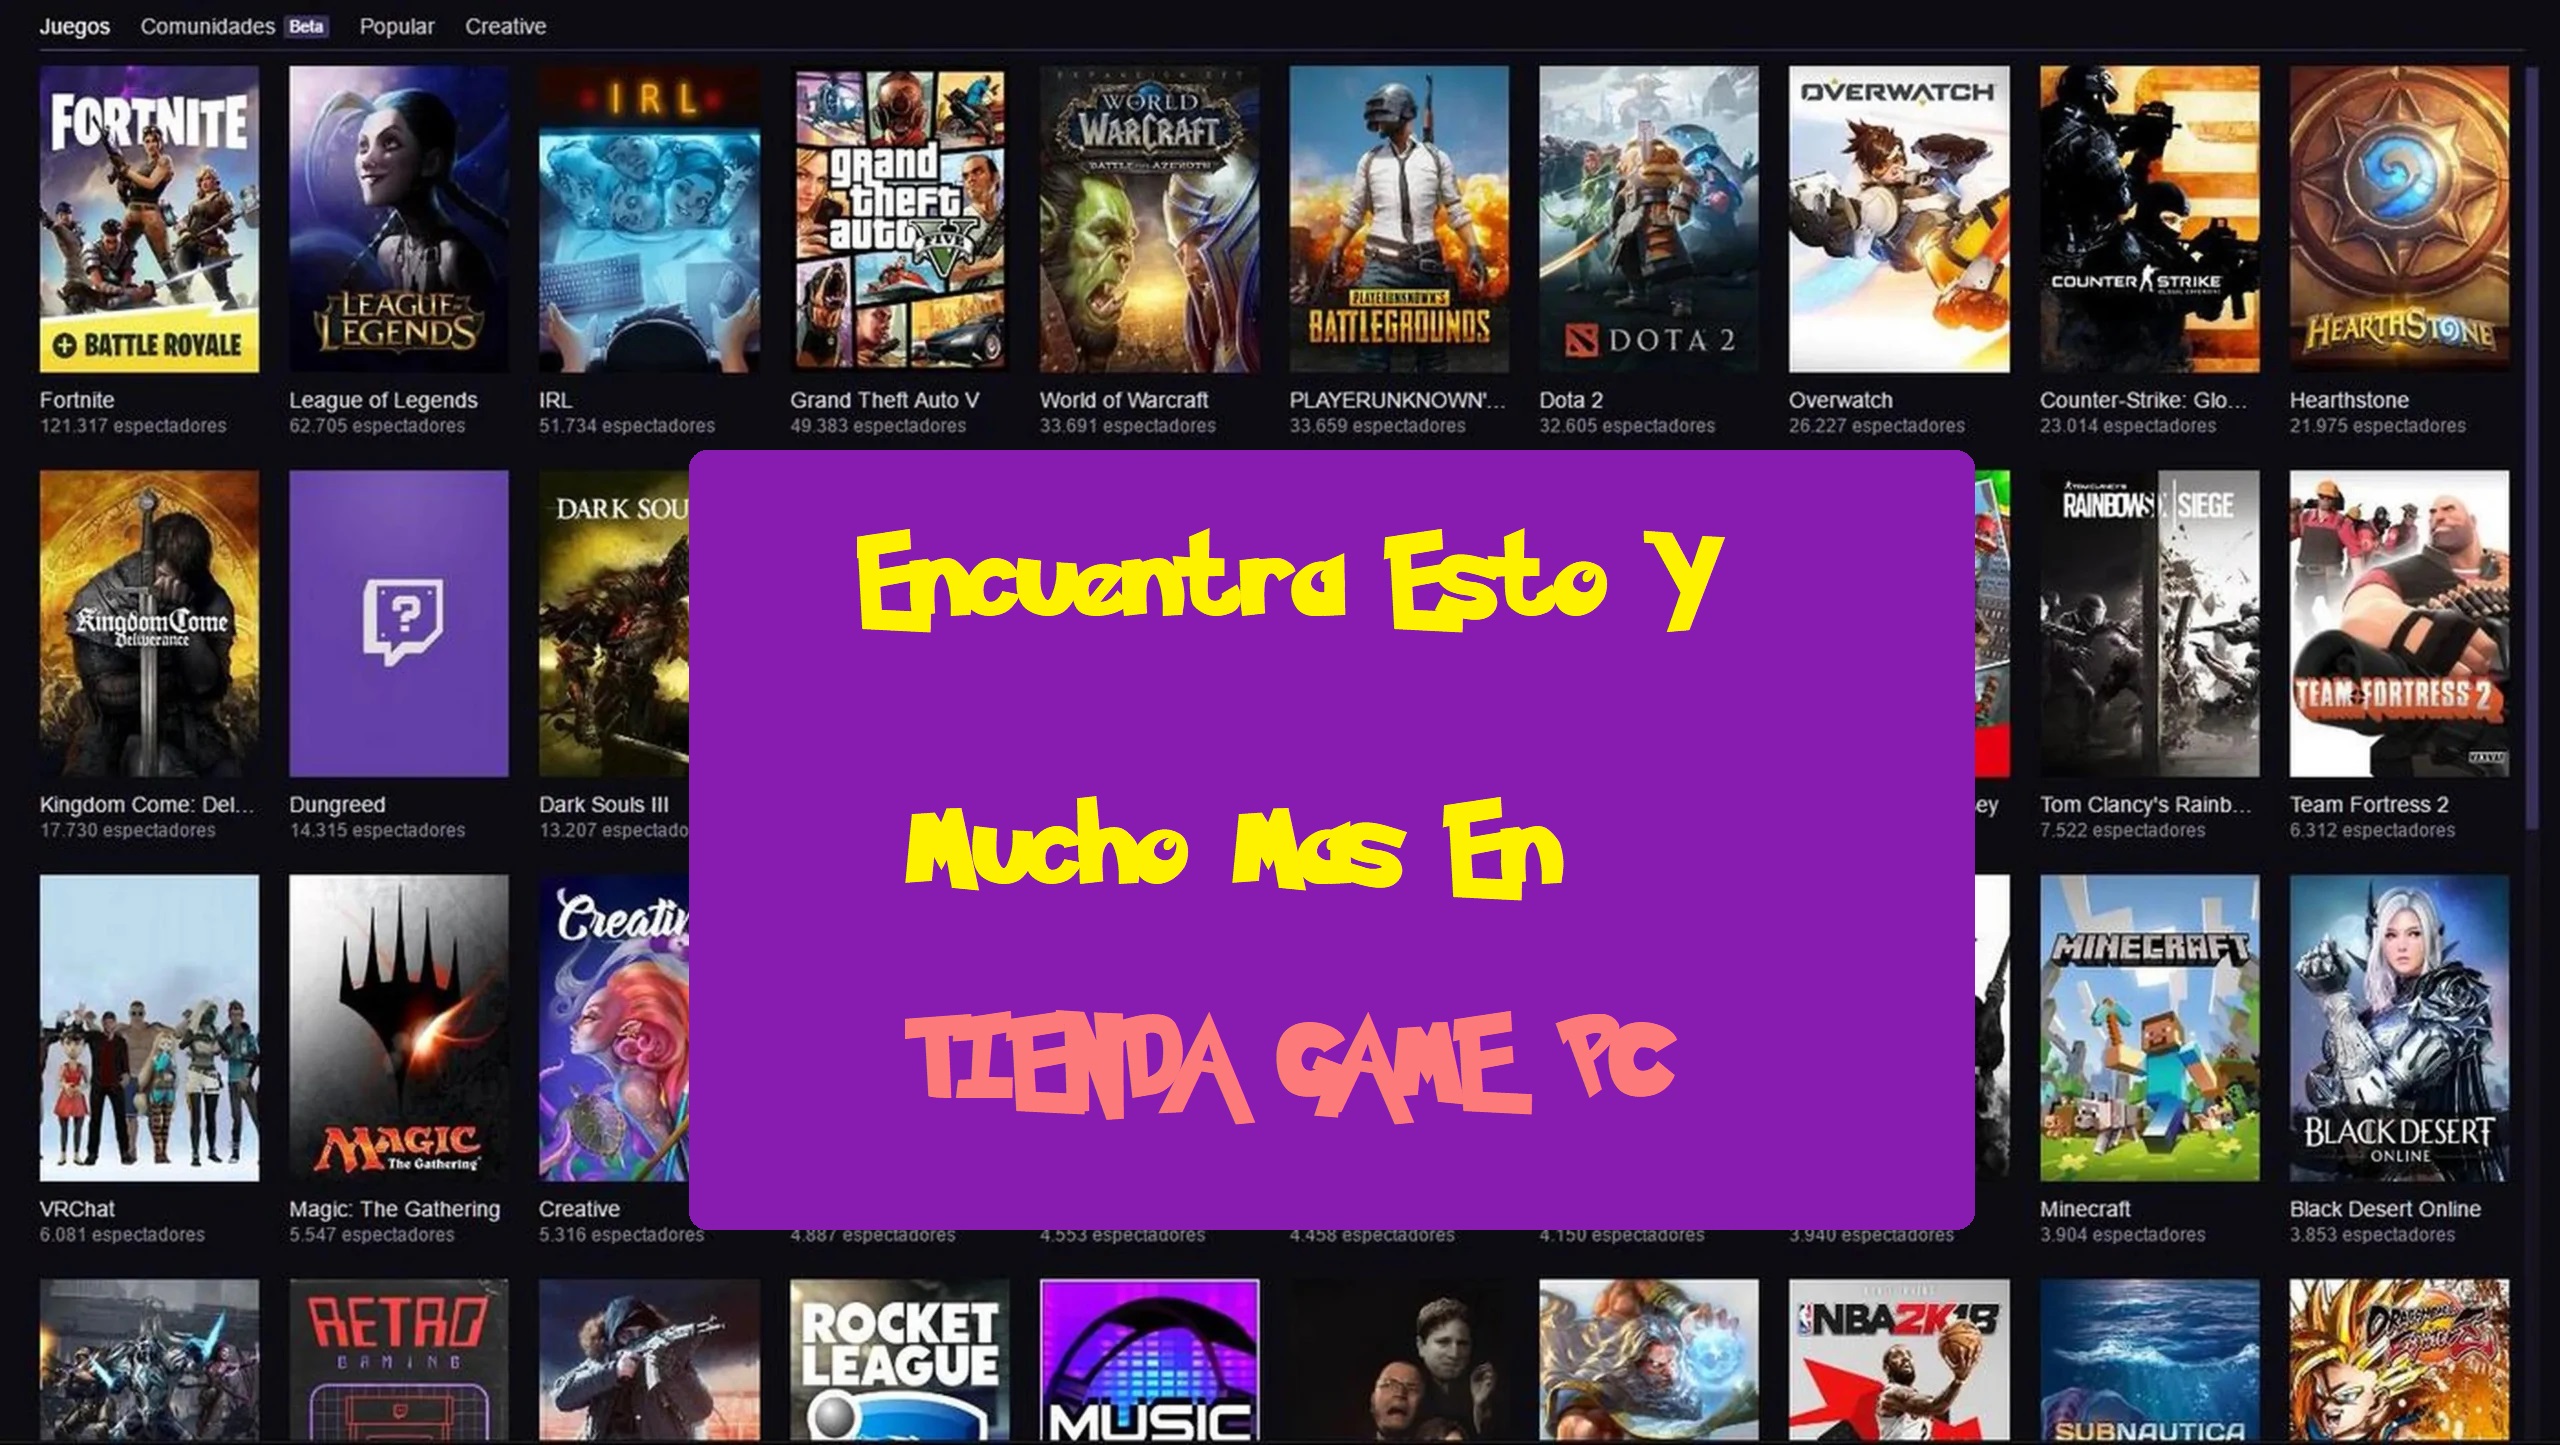 Juegos Comunidades Beta Popular Creative
FORTNITE
BATTLE ROYALE
LEAGUE OF LEGENDS
IRL
grand theft auto V
FIVE
WORLD WARCRAFT
BATTLE FOR AZEROTH
PLAYERUNKNOWN'S
BATTLEGROUNDS
DOTA 2
OVERWATCH
COUNTER STRIKE
HEARTHSTONE
Fortnite League of Legends IRL Grand Theft Auto V World of Warcraft PLAYERUNKNOWN'... Dota 2 Overwatch Counter-Strike: Glo... Hearthstone
121.317 espectadores 62.705 espectadores 51.734 espectadores 49.383 espectadores 33.691 espectadores 33.659 espectadores 32.605 espectadores 26.227 espectadores 23.014 espectadores 21.975 espectadores
Kingdom Come
Deliverance
?
DARK SOU
RAINBOW SIEGE
TEAM FORTRESS 2
Encuentra Esto Y
Mucho Mas En
TIENDA GAME PC
Kingdom Come: Del... Dungreed Dark Souls III ey Tom Clancy's Rainb... Team Fortress 2
17.730 espectadores 14.315 espectadores 13.207 espectado 7.522 espectadores 6.312 espectadores
MAGIC
The Gathering
Creativ
MINECRAFT
BLACK DESERT
ONLINE
VRChat Magic: The Gathering Creative Minecraft Black Desert Online
6.081 espectadores 5.547 espectadores 5.316 espectadores 4.887 espectadores 4.553 espectadores 4.458 espectadores 4.150 espectadores 3.940 espectadores 3.904 espectadores 3.853 espectadores
RETRO
GAMING
ROCKET
LEAGUE
MUSIC
NBA2K18
SUBNAUTICA
DRAGONBALL
FighterZ